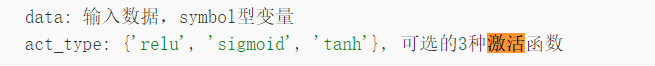 data: 输入数据，symbol型变量
act_type: {'relu', 'sigmoid', 'tanh'}, 可选的3种激活函数